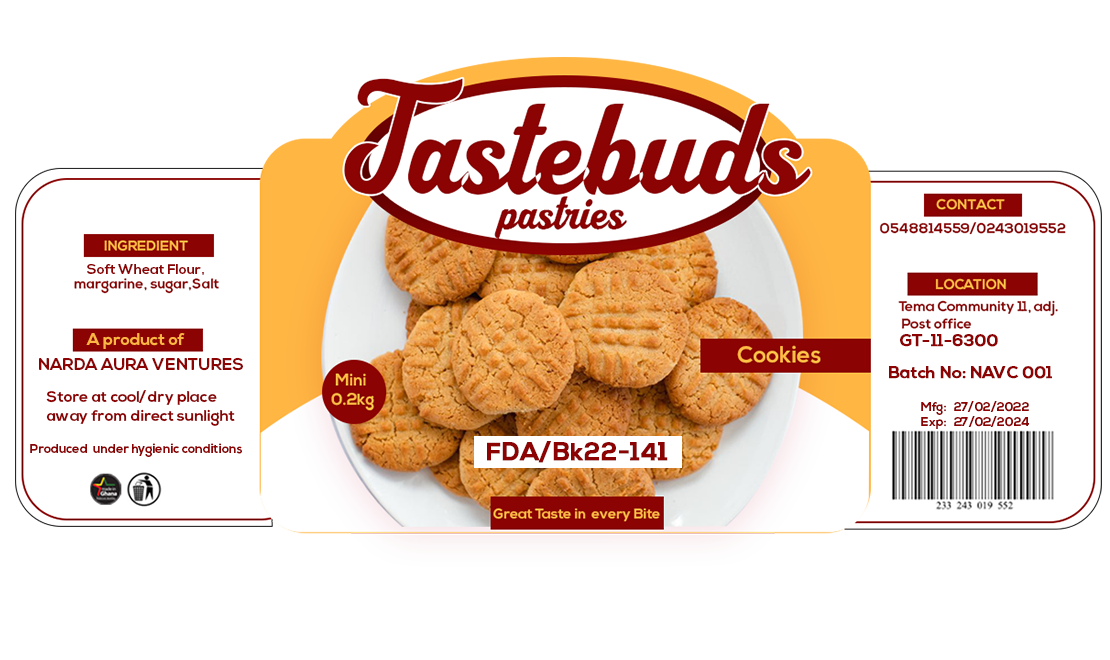 Tastebuds
pastries
INGREDIENT
Soft Wheat Flour,
margarine, sugar,Salt
A product of
NARDA AURA VENTURES
Store at cool/dry place
away from direct sunlight
Produced under hygienic conditions
Ghana
Mini
0.2kg
Cookies
FDA/Bk22-141
Great Taste in every Bite
CONTACT
0548814559/0243019552
LOCATION
Tema Community 11, adj.
Post office
GT-11-6300
Batch No: NAVC 001
Mfg: 27/02/2022
Exp: 27/02/2024
233 243 019 552